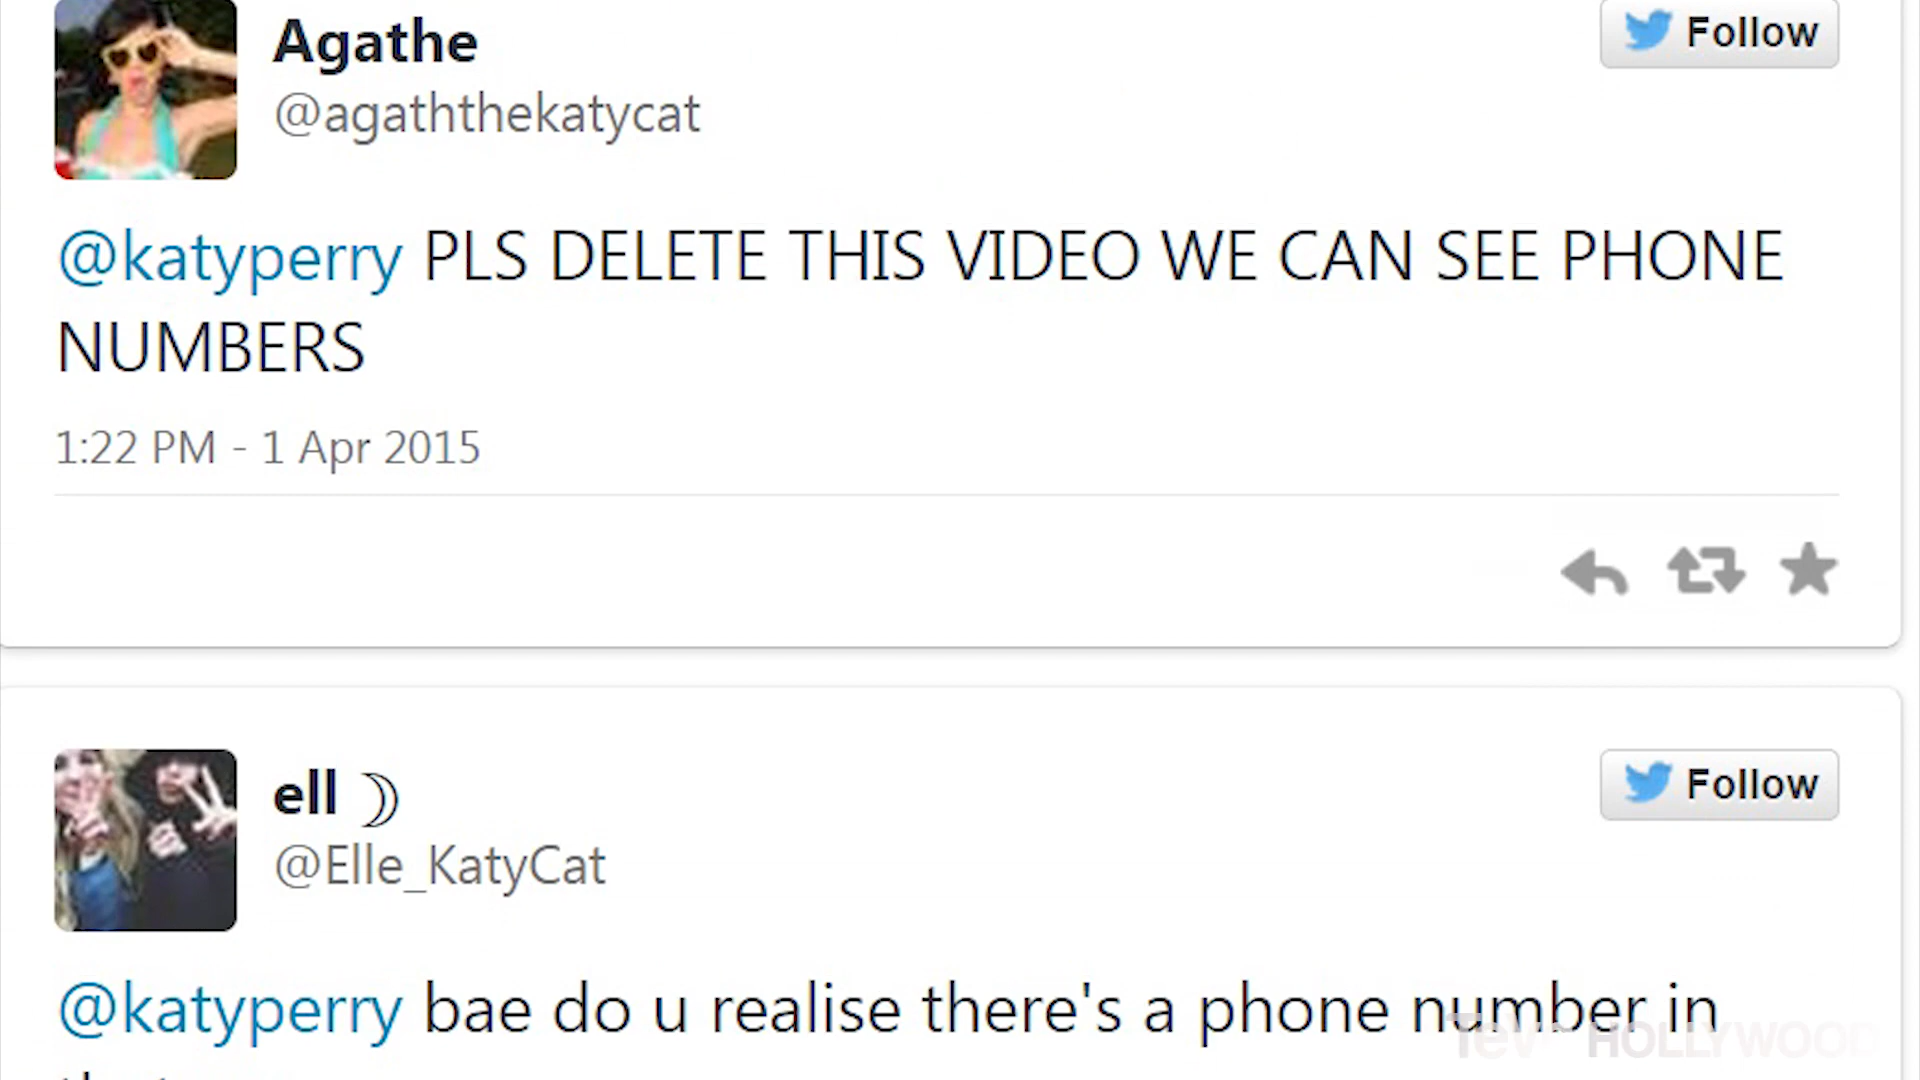 Agathe
Follow
@agaththekatycat
@katyperry PLS DELETE THIS VIDEO WE CAN SEE PHONE
NUMBERS
1:22 PM - 1 Apr 2015
ell ☽
Follow
@Elle_KatyCat
@katyperry bae do u realise there's a phone number in
HOLLYWOOD